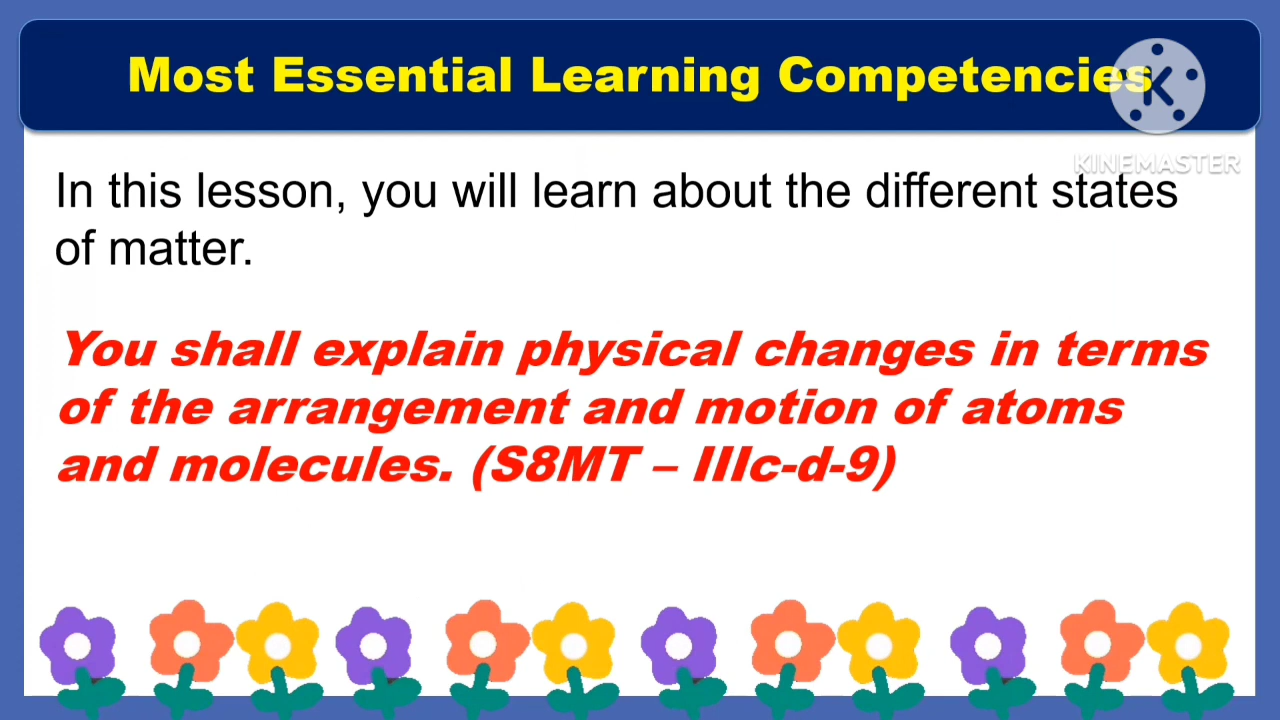 Most Essential Learning Competencies
K
KINEMASTER
In this lesson, you will learn about the different states
of matter.
You shall explain physical changes in terms
of the arrangement and motion of atoms
and molecules. (S8MT – IIIc-d-9)